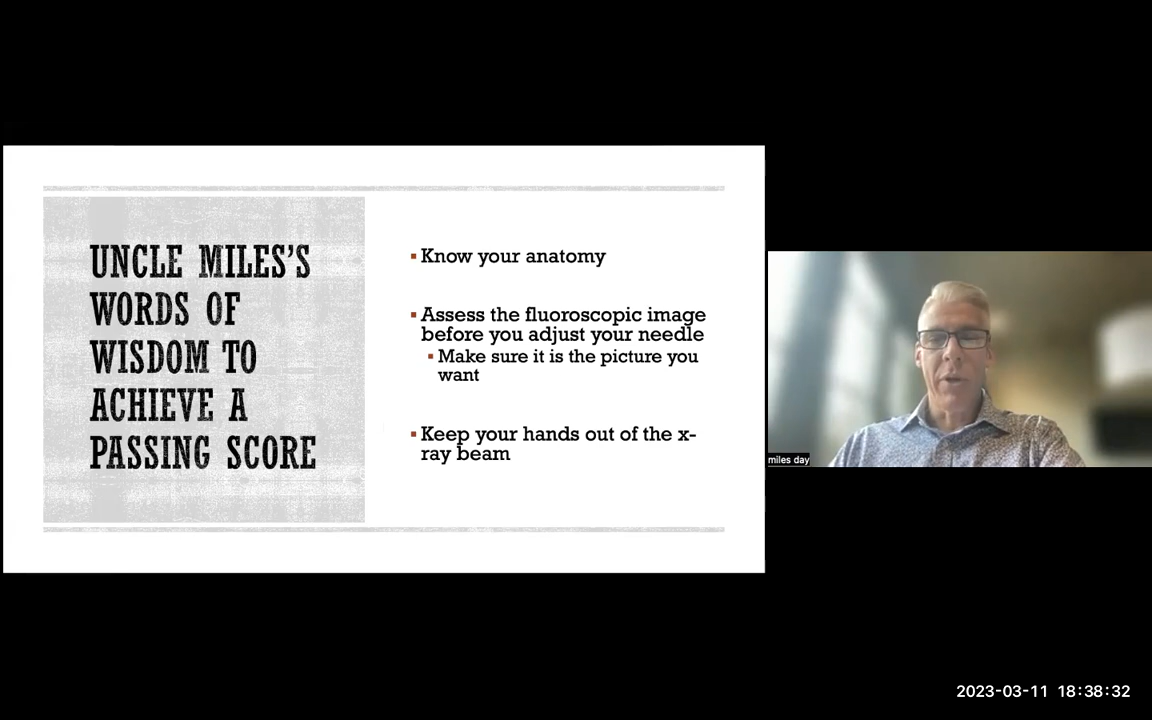 UNCLE MILES'S
WORDS OF
WISDOM TO
ACHIEVE A
PASSING SCORE
▪ Know your anatomy
▪ Assess the fluoroscopic image
before you adjust your needle
▪ Make sure it is the picture you
want
▪ Keep your hands out of the x-
ray beam
miles day
2023-03-11 18:38:32